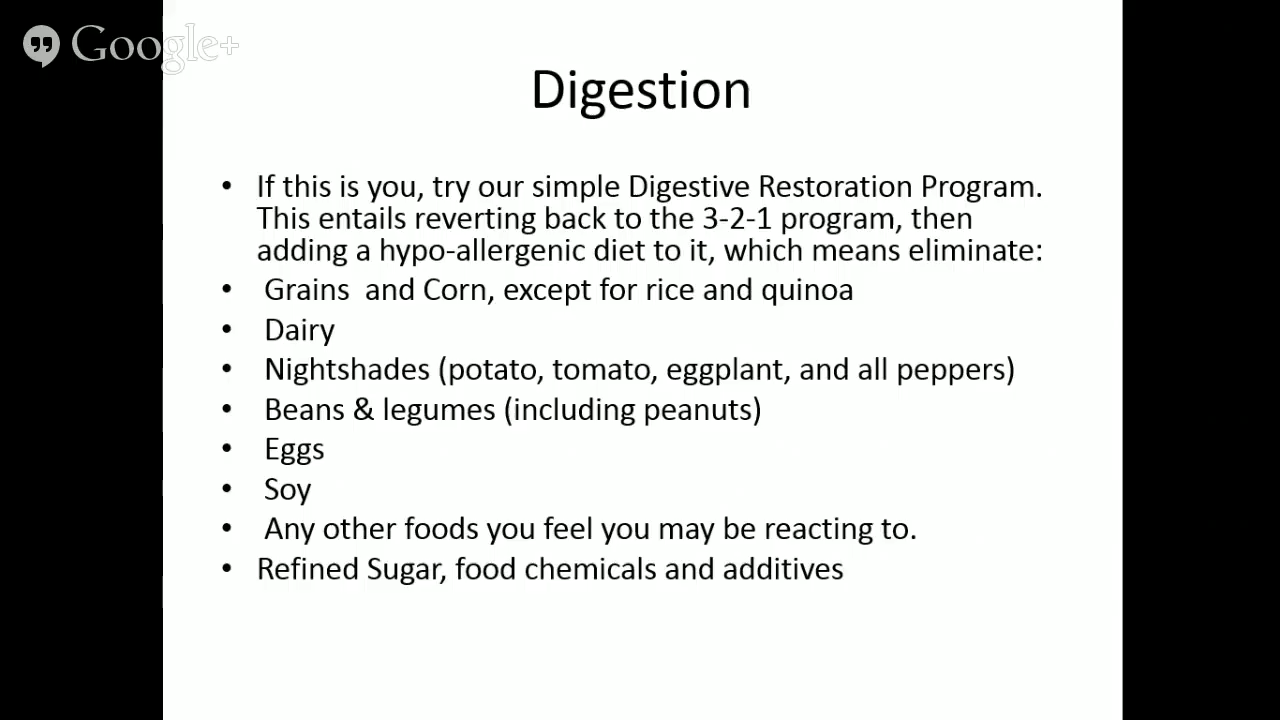 Google+
Digestion
• If this is you, try our simple Digestive Restoration Program.
This entails reverting back to the 3-2-1 program, then
adding a hypo-allergenic diet to it, which means eliminate:
• Grains and Corn, except for rice and quinoa
• Dairy
• Nightshades (potato, tomato, eggplant, and all peppers)
• Beans & legumes (including peanuts)
• Eggs
• Soy
• Any other foods you feel you may be reacting to.
• Refined Sugar, food chemicals and additives